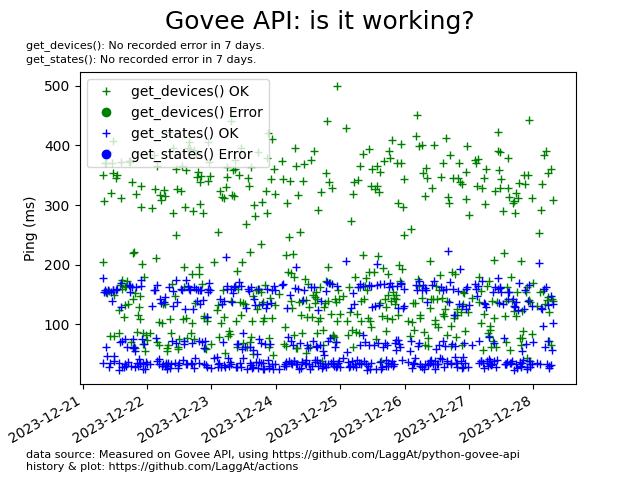 Govee API: is it working?
get_devices(): No recorded error in 7 days.
get_states(): No recorded error in 7 days.
500
400
300
200
100
Ping (ms)
get_devices() OK
get_devices() Error
get_states() OK
get_states() Error
2023-12-21
2023-12-22
2023-12-23
2023-12-24
2023-12-25
2023-12-26
2023-12-27
2023-12-28
data source: Measured on Govee API, using https://github.com/LaggAt/python-govee-api
history & plot: https://github.com/LaggAt/actions